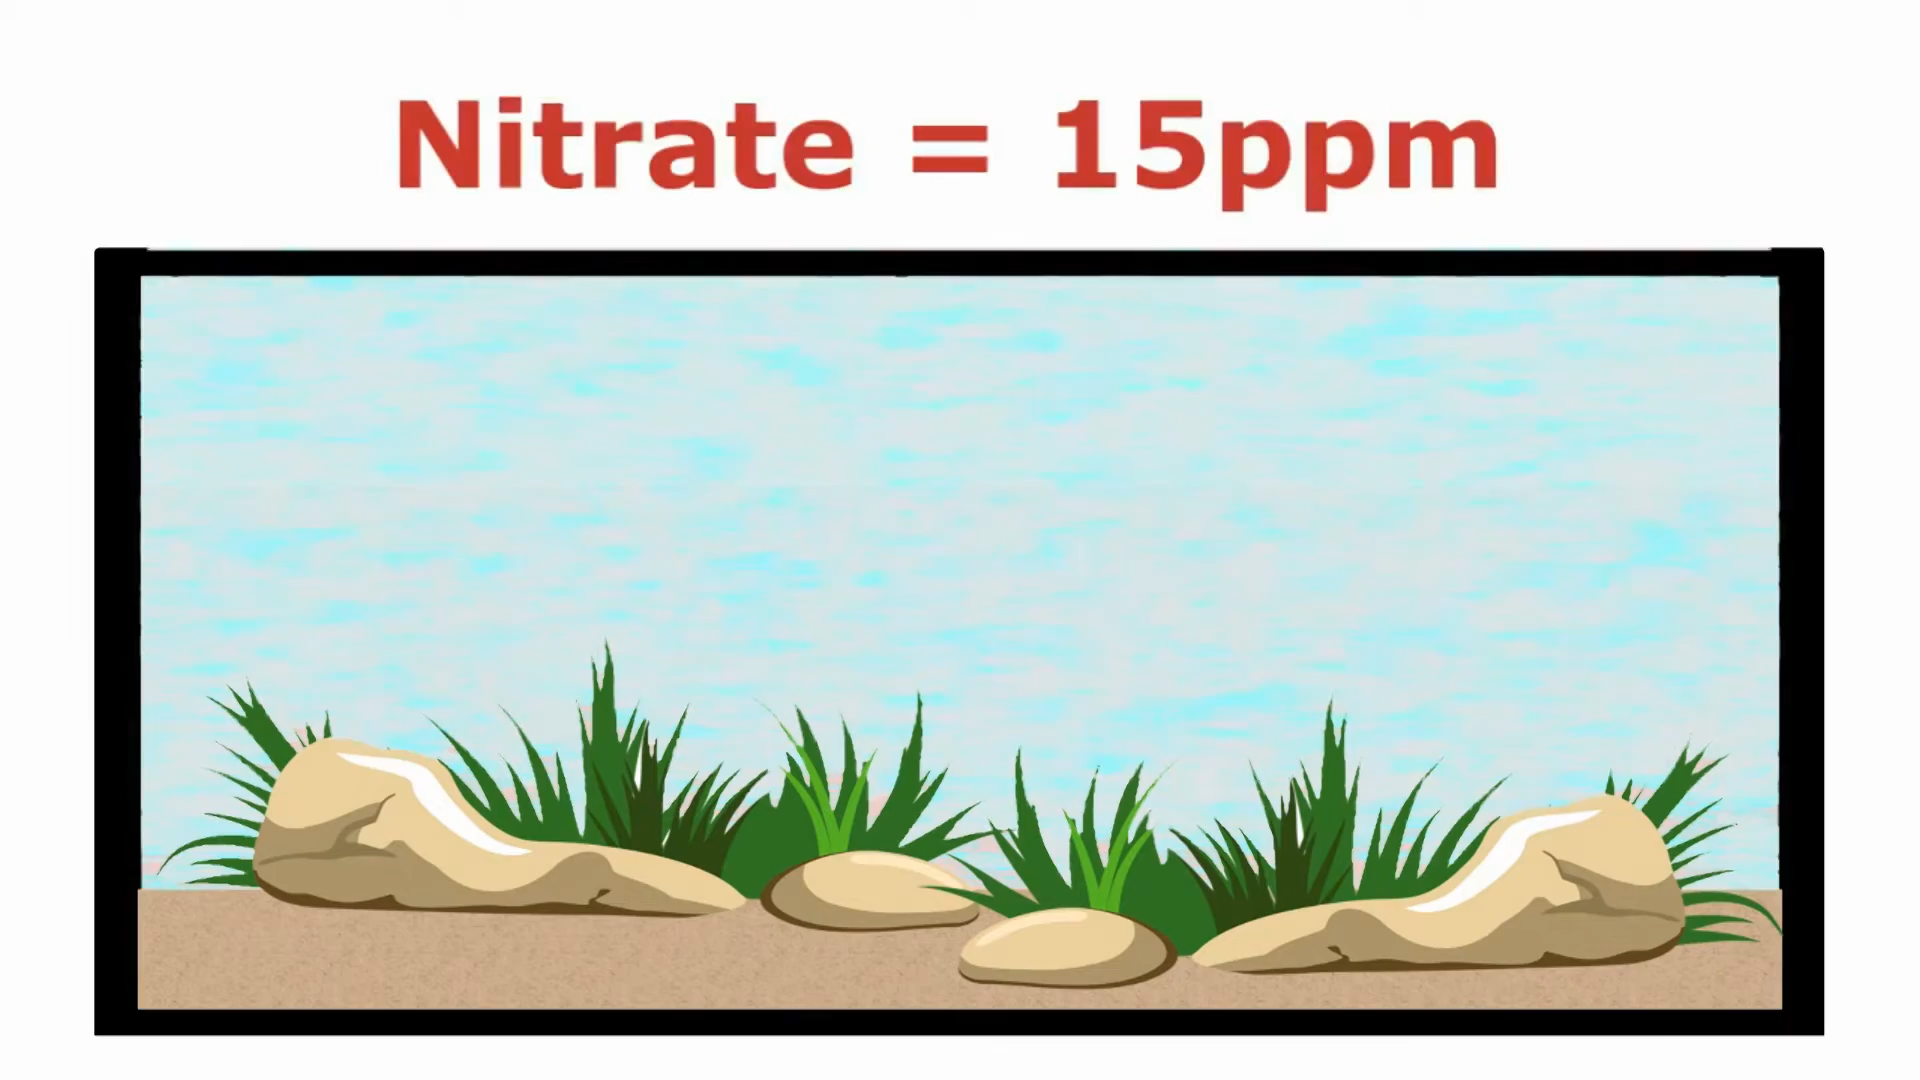 Nitrate = 15ppm